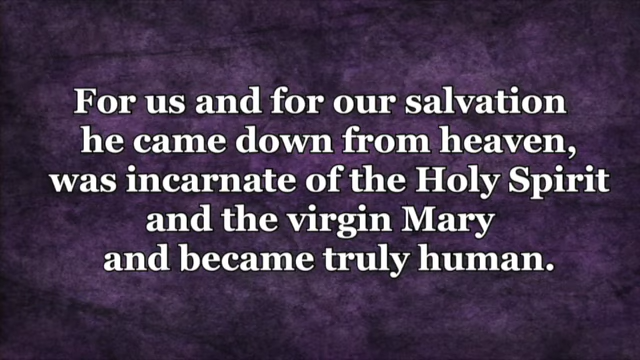 For us and for our salvation
he came down from heaven,
was incarnate of the Holy Spirit
and the virgin Mary
and became truly human.